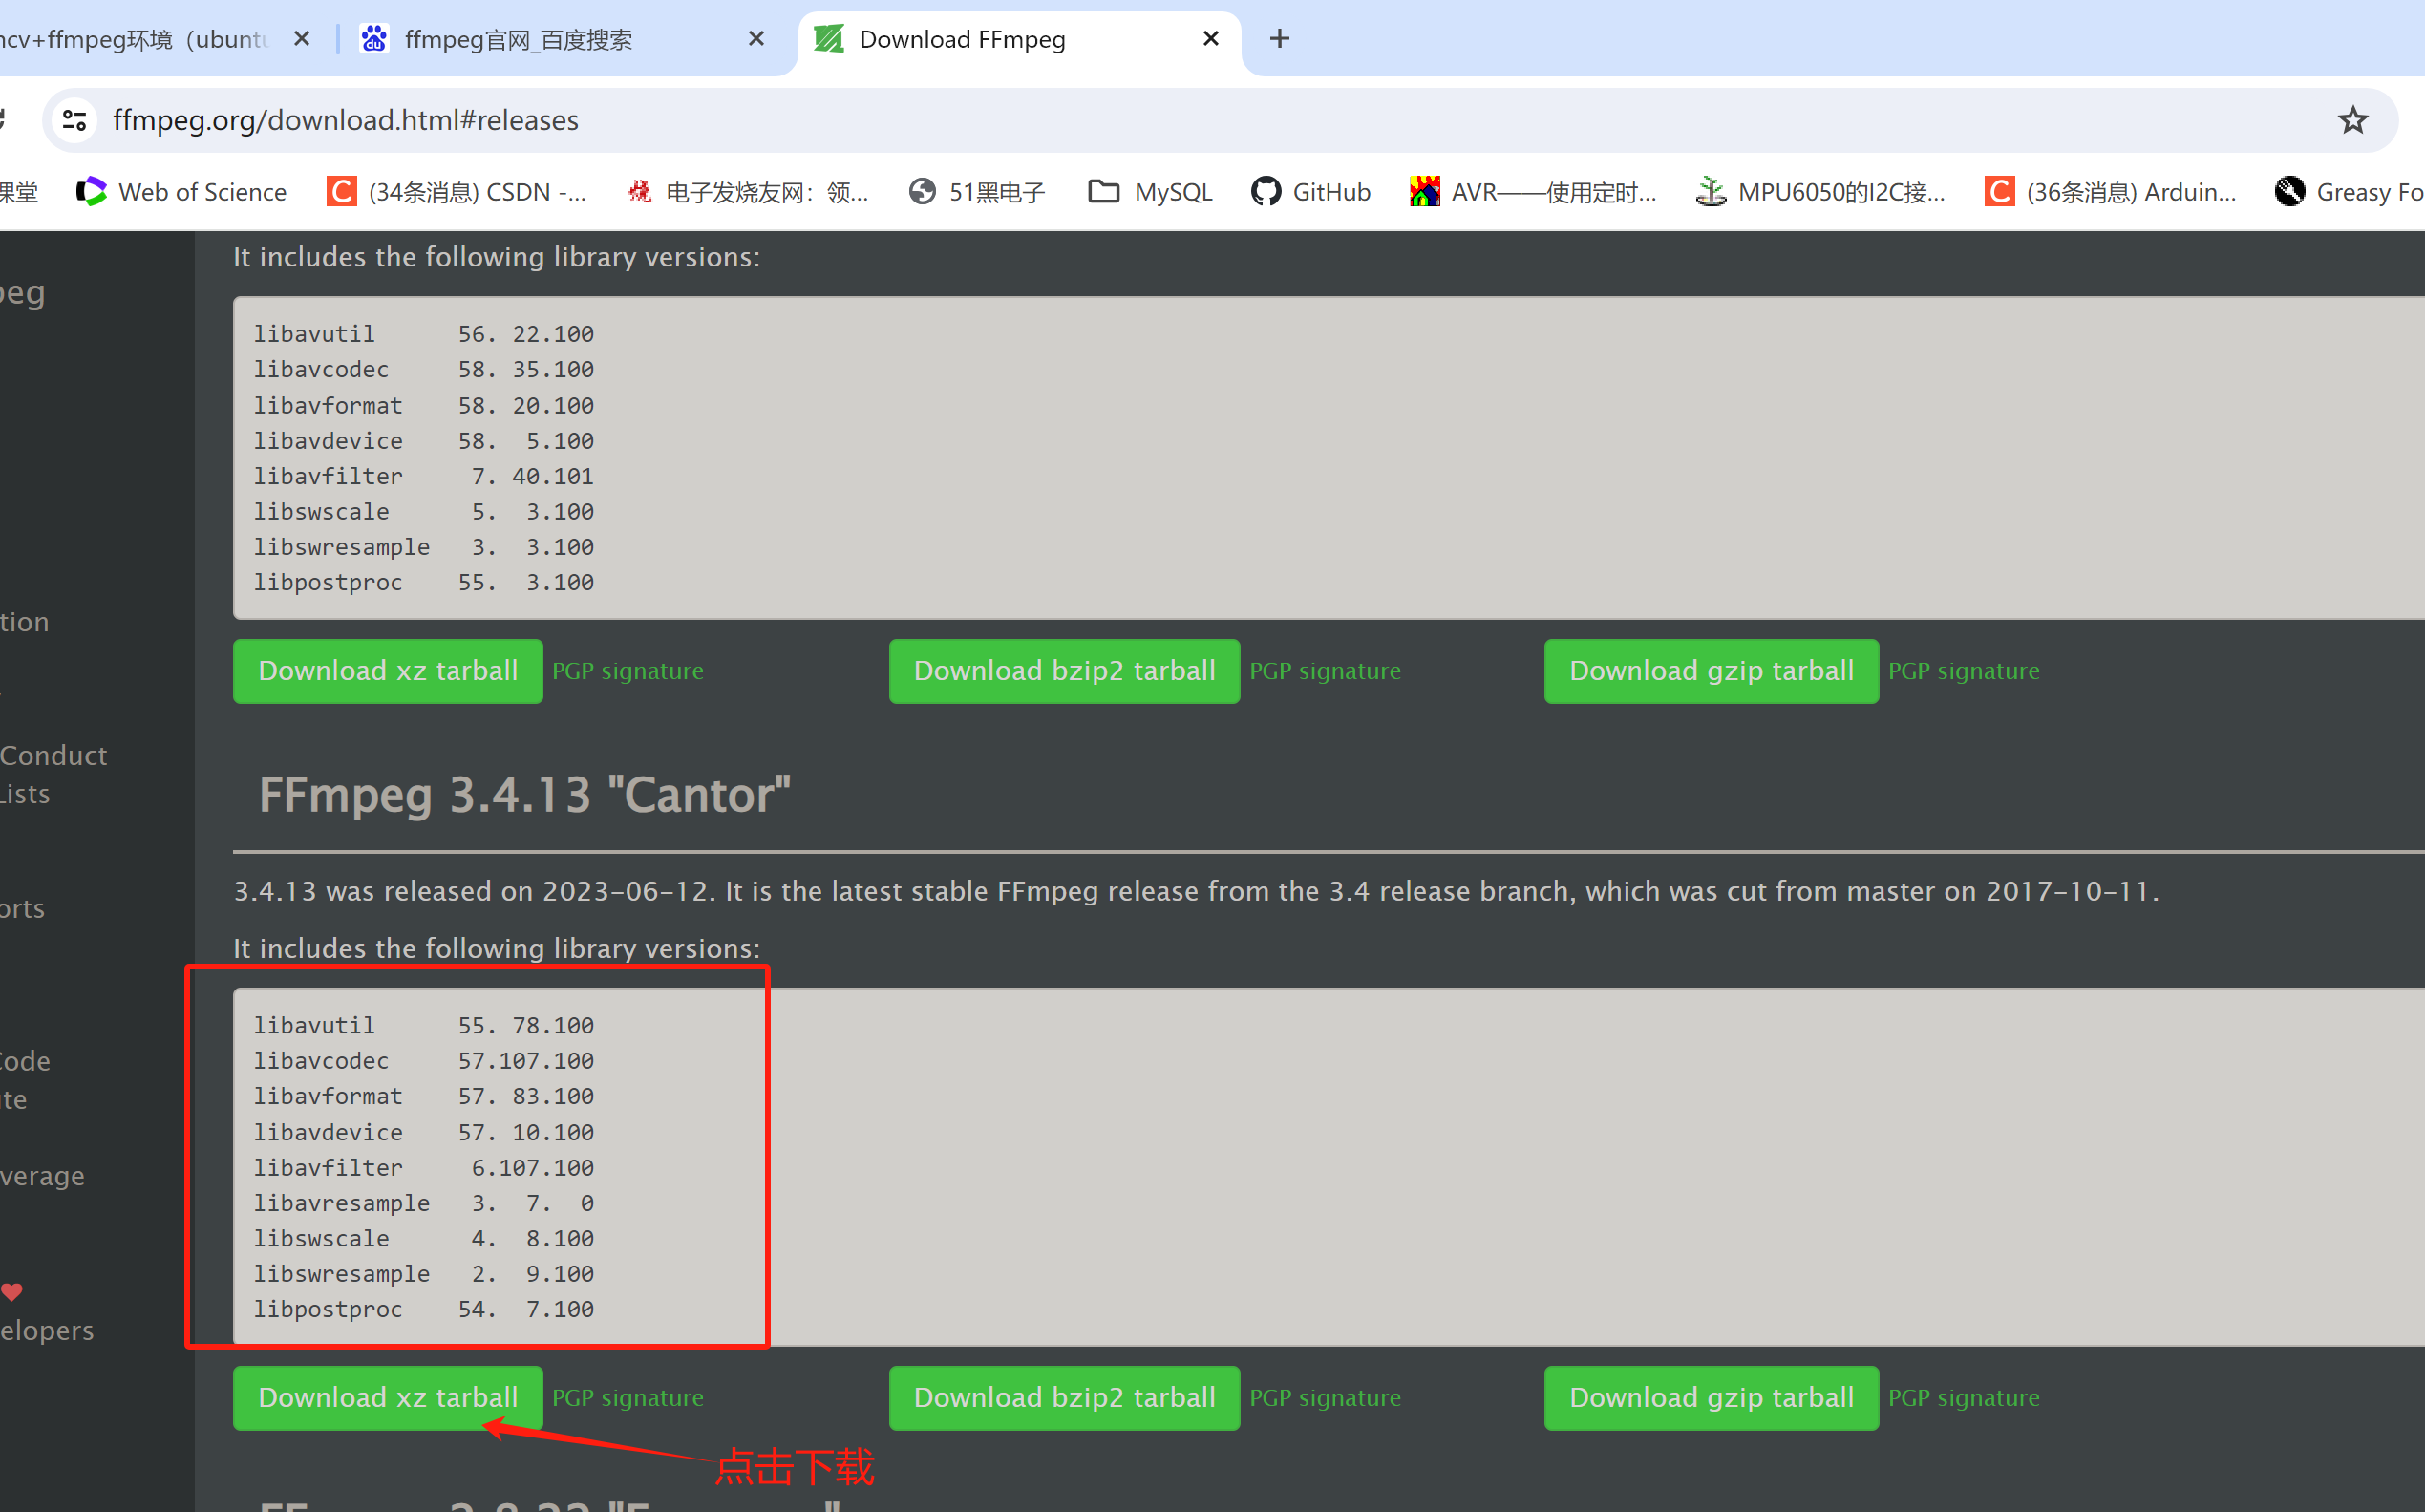 ncv+ffmpeg环境（ubuntu
ffmpeg官网_百度搜索
Download FFmpeg
ffmpeg.org/download.html#releases
课堂
Web of Science
(34条消息) CSDN -...
电子发烧友网：领...
51黑电子
MySQL
GitHub
AVR——使用定时...
MPU6050的I2C接...
(36条消息) Arduin...
Greasy Fo
peg
tion
Conduct
Lists
orts
Code
ute
verage
elopers
It includes the following library versions:
libavutil      56. 22.100
libavcodec     58. 35.100
libavformat    58. 20.100
libavdevice    58.  5.100
libavfilter     7. 40.101
libswscale      5.  3.100
libswresample   3.  3.100
libpostproc    55.  3.100
Download xz tarball PGP signature
Download bzip2 tarball PGP signature
Download gzip tarball PGP signature
FFmpeg 3.4.13 "Cantor"
3.4.13 was released on 2023-06-12. It is the latest stable FFmpeg release from the 3.4 release branch, which was cut from master on 2017-10-11.
It includes the following library versions:
libavutil      55. 78.100
libavcodec     57.107.100
libavformat    57. 83.100
libavdevice    57. 10.100
libavfilter     6.107.100
libavresample   3.  7.  0
libswscale      4.  8.100
libswresample   2.  9.100
libpostproc    54.  7.100
Download xz tarball PGP signature
Download bzip2 tarball PGP signature
Download gzip tarball PGP signature
点击下载